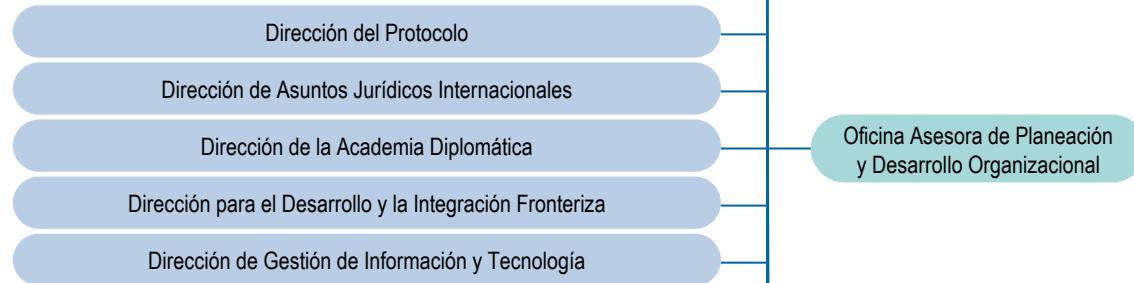 Dirección del Protocolo
Dirección de Asuntos Jurídicos Internacionales
Dirección de la Academia Diplomática
Dirección para el Desarrollo y la Integración Fronteriza
Dirección de Gestión de Información y Tecnología
Oficina Asesora de Planeación
y Desarrollo Organizacional